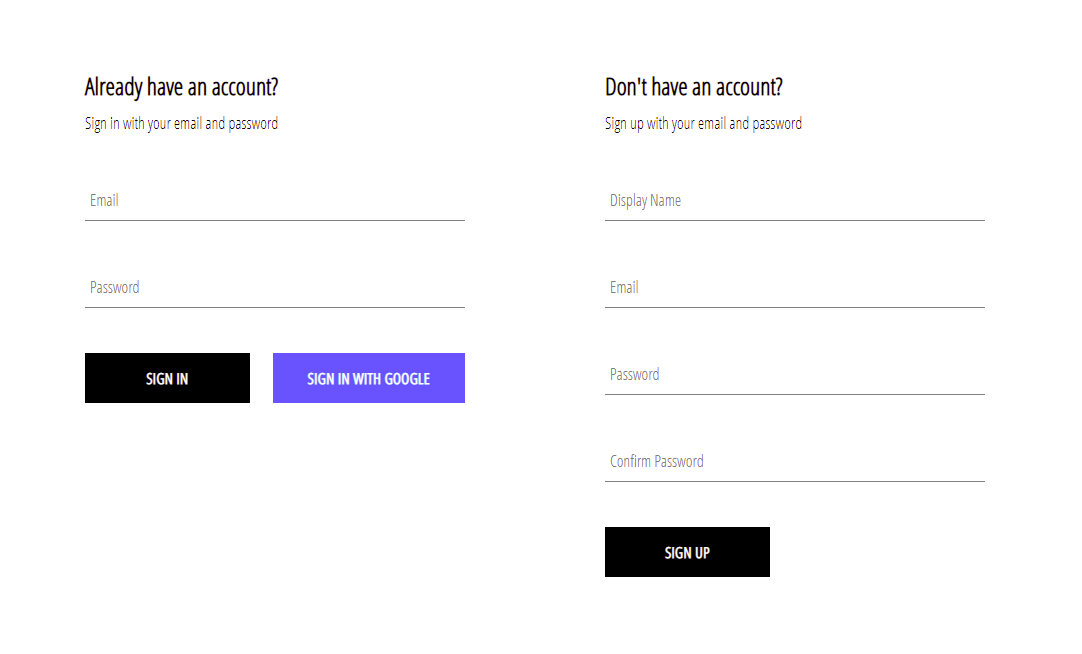 Already have an account?
Sign in with your email and password
Email
Password
SIGN IN
SIGN IN WITH GOOGLE
Don't have an account?
Sign up with your email and password
Display Name
Email
Password
Confirm Password
SIGN UP